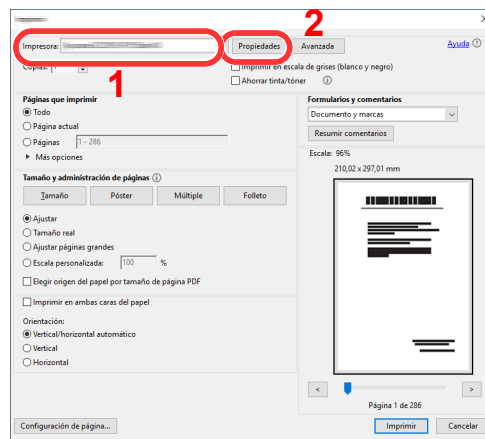 2
Impresora:
Propiedades
Avanzada
Ayuda
Copias: 1
Imprimir en escala de grises (blanco y negro)
1
Ahorrar tinta/tóner
Páginas que imprimir
Todo
Página actual
Páginas 1 - 286
Más opciones
Formularios y comentarios
Documento y marcas
Resumir comentarios
Escala: 96%
210,02 x 297,01 mm
Tamaño y administración de páginas
Tamaño Póster Múltiple Folleto
Ajustar
Tamaño real
Ajustar páginas grandes
Escala personalizada: 100 %
Elegir origen del papel por tamaño de página PDF
Imprimir en ambas caras del papel
Orientación:
Vertical/horizontal automático
Vertical
Horizontal
< >
Página 1 de 286
Configuración de página...
Imprimir
Cancelar